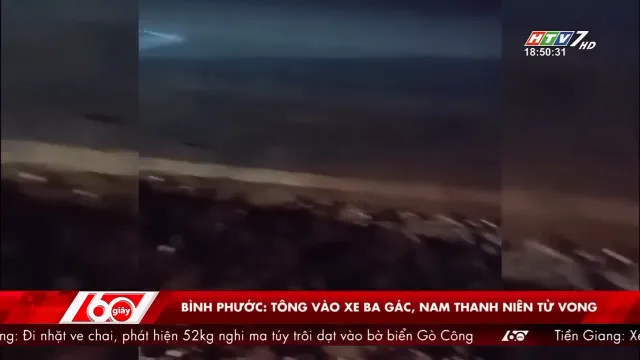 HTV7 HD
18:50:31
60 giây
BÌNH PHƯỚC: TÔNG VÀO XE BA GÁC, NAM THANH NIÊN TỬ VONG
ng: Đi nhặt ve chai, phát hiện 52kg nghi ma túy trôi dạt vào bờ biển Gò Công 60 Tiền Giang: X